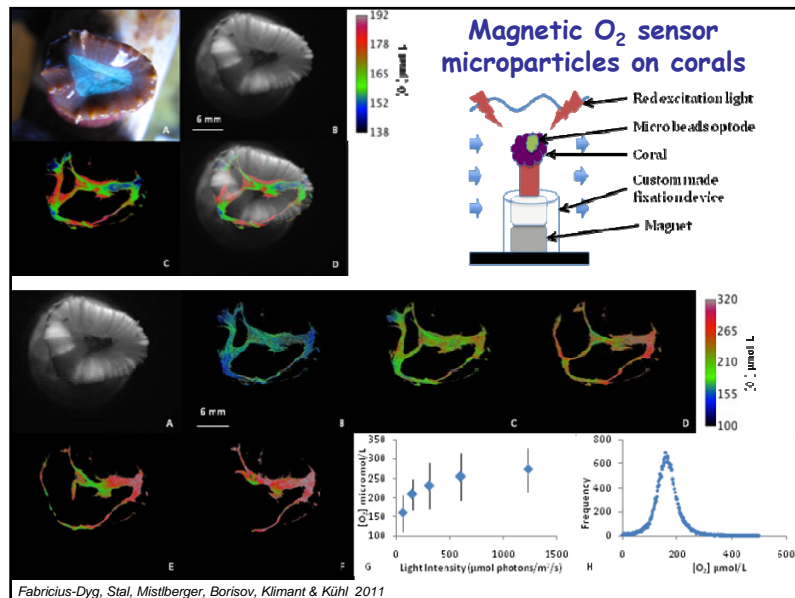 Magnetic O₂ sensor
microparticles on corals
192
178
165
152
138
A
B
6 mm
C
D
Red excitation light
Micro beads optode
Coral
Custom made
fixation device
Magnet
A
B
6 mm
C
D
320
265
210
155
100
E
F
G
[O₂] micromol/L
350
300
250
200
150
100
0
500
1000
1500
Light Intensity (µmol photons/m²/s)
H
Frequency
800
600
400
200
0
0
200
400
600
[O₂] µmol/L
Fabricius-Dyg, Stal, Mistlberger, Borisov, Klimant & Kühl 2011